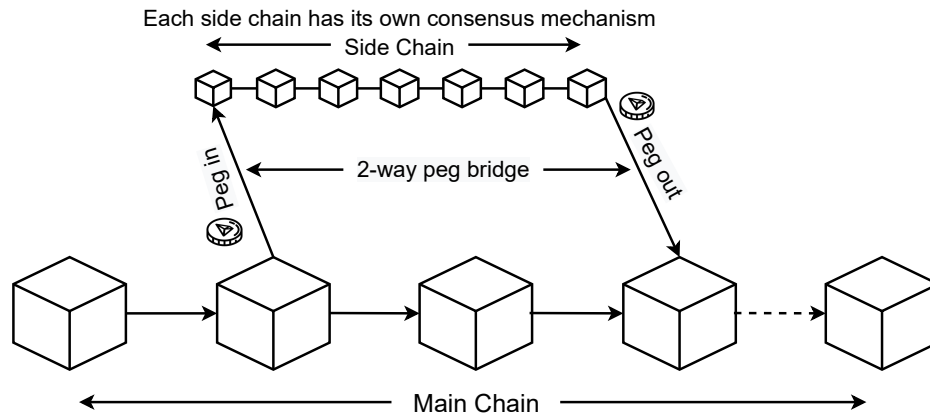 Each side chain has its own consensus mechanism
Side Chain
Peg in
2-way peg bridge
Peg out
Main Chain